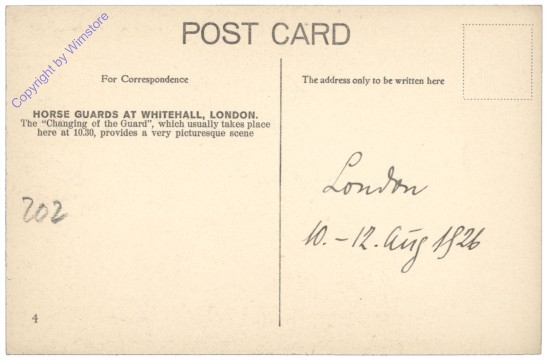 Copyright by Wimstore
POST CARD
For Correspondence
The address only to be written here
HORSE GUARDS AT WHITEHALL, LONDON.
The "Changing of the Guard", which usually takes place
here at 10.30, provides a very picturesque scene
London
10.-12. Aug 1926
202
4